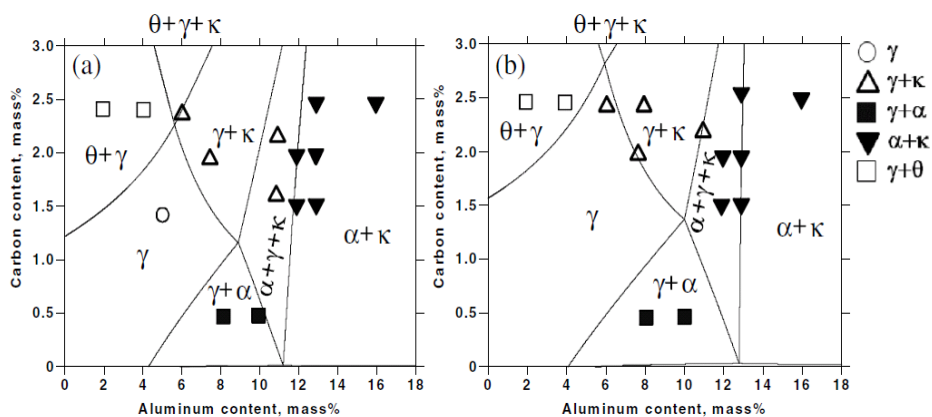 θ+γ+κ
(a)
3.0
2.5
2.0
1.5
1.0
0.5
0
Carbon content, mass%
θ+γ
γ+κ
γ
γ+α
α+γ+κ
α+κ
0 2 4 6 8 10 12 14 16 18
Aluminum content, mass%
θ+γ+κ
(b)
3.0
2.5
2.0
1.5
1.0
0.5
0
Carbon content, mass%
θ+γ
γ+κ
γ
γ+α
α+γ+κ
α+κ
0 2 4 6 8 10 12 14 16 18
Aluminum content, mass%
γ
γ+κ
γ+α
α+κ
γ+θ